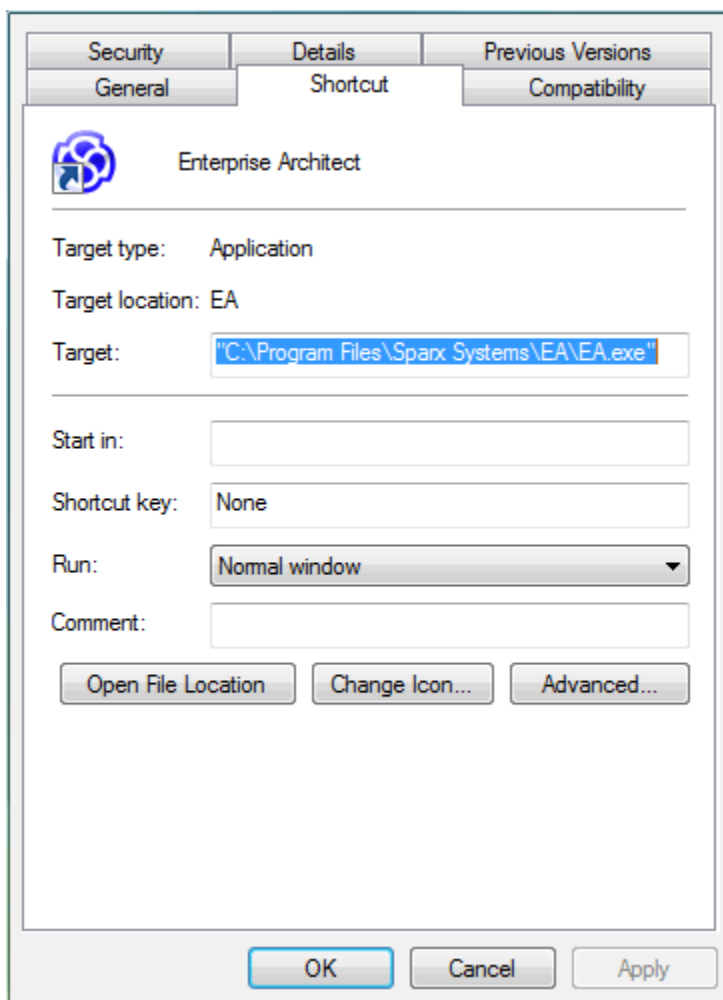 Security Details Previous Versions
General Shortcut Compatibility
Enterprise Architect
Target type: Application
Target location: EA
Target: "C:\Program Files\Sparx Systems\EA\EA.exe"
Start in:
Shortcut key: None
Run: Normal window
Comment:
Open File Location Change Icon... Advanced...
OK Cancel Apply